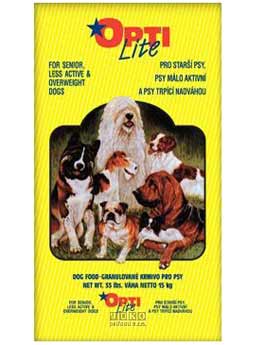 OPTI
Lite
FOR SENIOR,
LESS ACTIVE &
OVERWEIGHT
DOGS
PRO STARŠÍ PSY,
PSY MÁLO AKTIVNÍ
A PSY TRPÍCÍ NADVÁHOU
DOG FOOD-GRANULOVANÉ KRMIVO PRO PSY
NET WT. 55 lbs. VÁHA NETTO 15 kg
FOR SENIOR,
LESS ACTIVE &
OVERWEIGHT DOGS
OPTI
Lite
PRO STARŠÍ PSY,
PSY MÁLO AKTIVNÍ
A PSY TRPÍCÍ NADVÁHOU